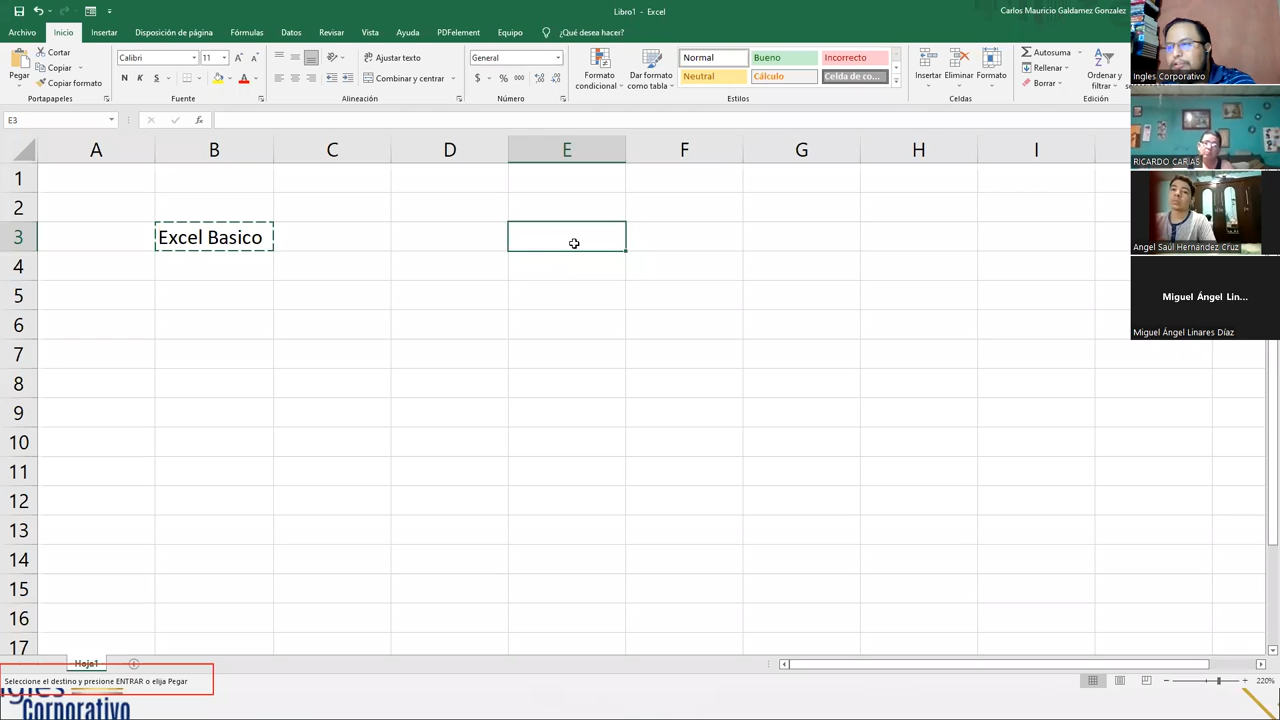 Libro1 - Excel
Carlos Mauricio Galdamez Gonzalez
Archivo Inicio Insertar Disposición de página Fórmulas Datos Revisar Vista Ayuda PDFelement Equipo ¿Qué desea hacer?
Pegar
Cortar
Copiar
Copiar formato
Portapapeles
Calibri 11
N K S
Fuente
Ajustar texto
Combinar y centrar
Alineación
General
$ % 000
Número
Formato condicional
Dar formato como tabla
Normal Bueno Incorrecto
Neutral Cálculo Celda de co...
Estilos
Insertar Eliminar Formato
Celdas
Autosuma
Rellenar
Borrar
Ordenar y filtrar
Edición
E3
fx
A B C D E F G H I
1
2
3 Excel Basico
4
5
6
7
8
9
10
11
12
13
14
15
16
17
Hoja1
Seleccione el destino y presione ENTRAR o elija Pegar
220%
Ingles
Corporativo
Ingles Corporativo
RICARDO CARIAS
Angel Saúl Hernández Cruz
Miguel Ángel Lin...
Miguel Ángel Linares Díaz